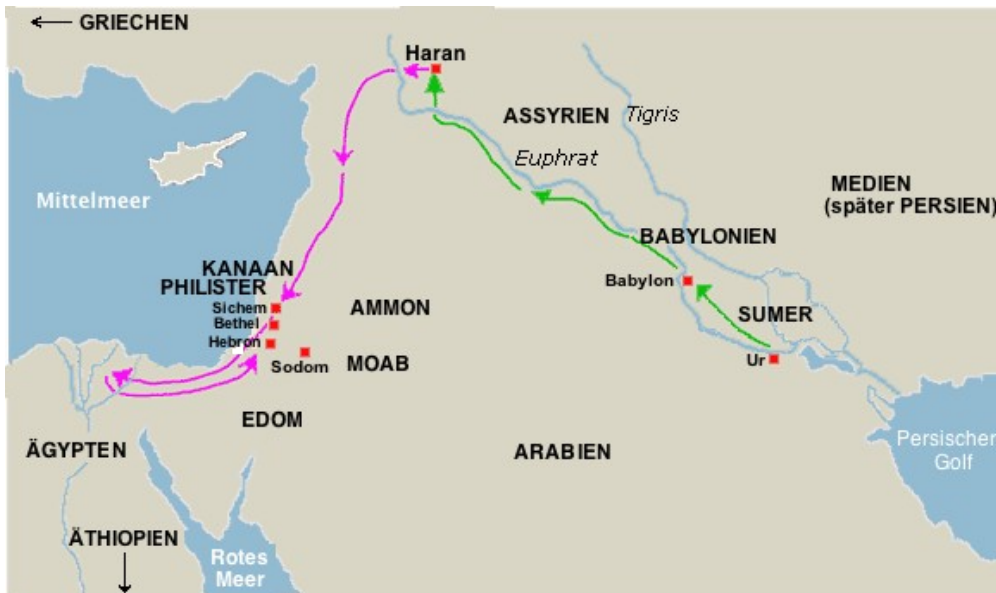 GRIECHEN
Haran
ASSYRIEN
Tigris
Euphrat
MEDIEN
(später PERSIEN)
Mittelmeer
BABYLONIEN
KANAAN
PHILISTER
Babylon
Sichem
AMMON
SUMER
Bethel
Hebron
Sodom
MOAB
Ur
EDOM
ÄGYPTEN
ARABIEN
Persischer
Golf
ÄTHIOPIEN
Rotes
Meer